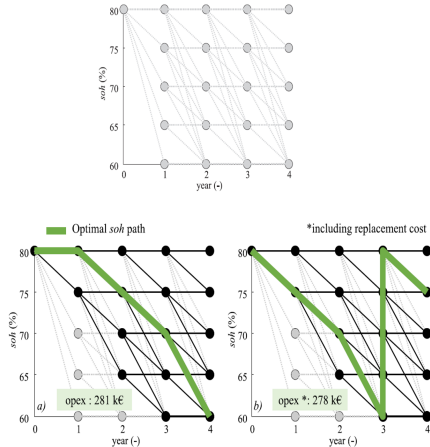 80
75
70
65
60
soh (%)
0 1 2 3 4
year (-)
Optimal soh path
*including replacement cost
80
75
70
65
60
soh (%)
a)
opex : 281 k€
0 1 2 3 4
year (-)
80
75
70
65
60
soh (%)
b)
opex *: 278 k€
0 1 2 3 4
year (-)